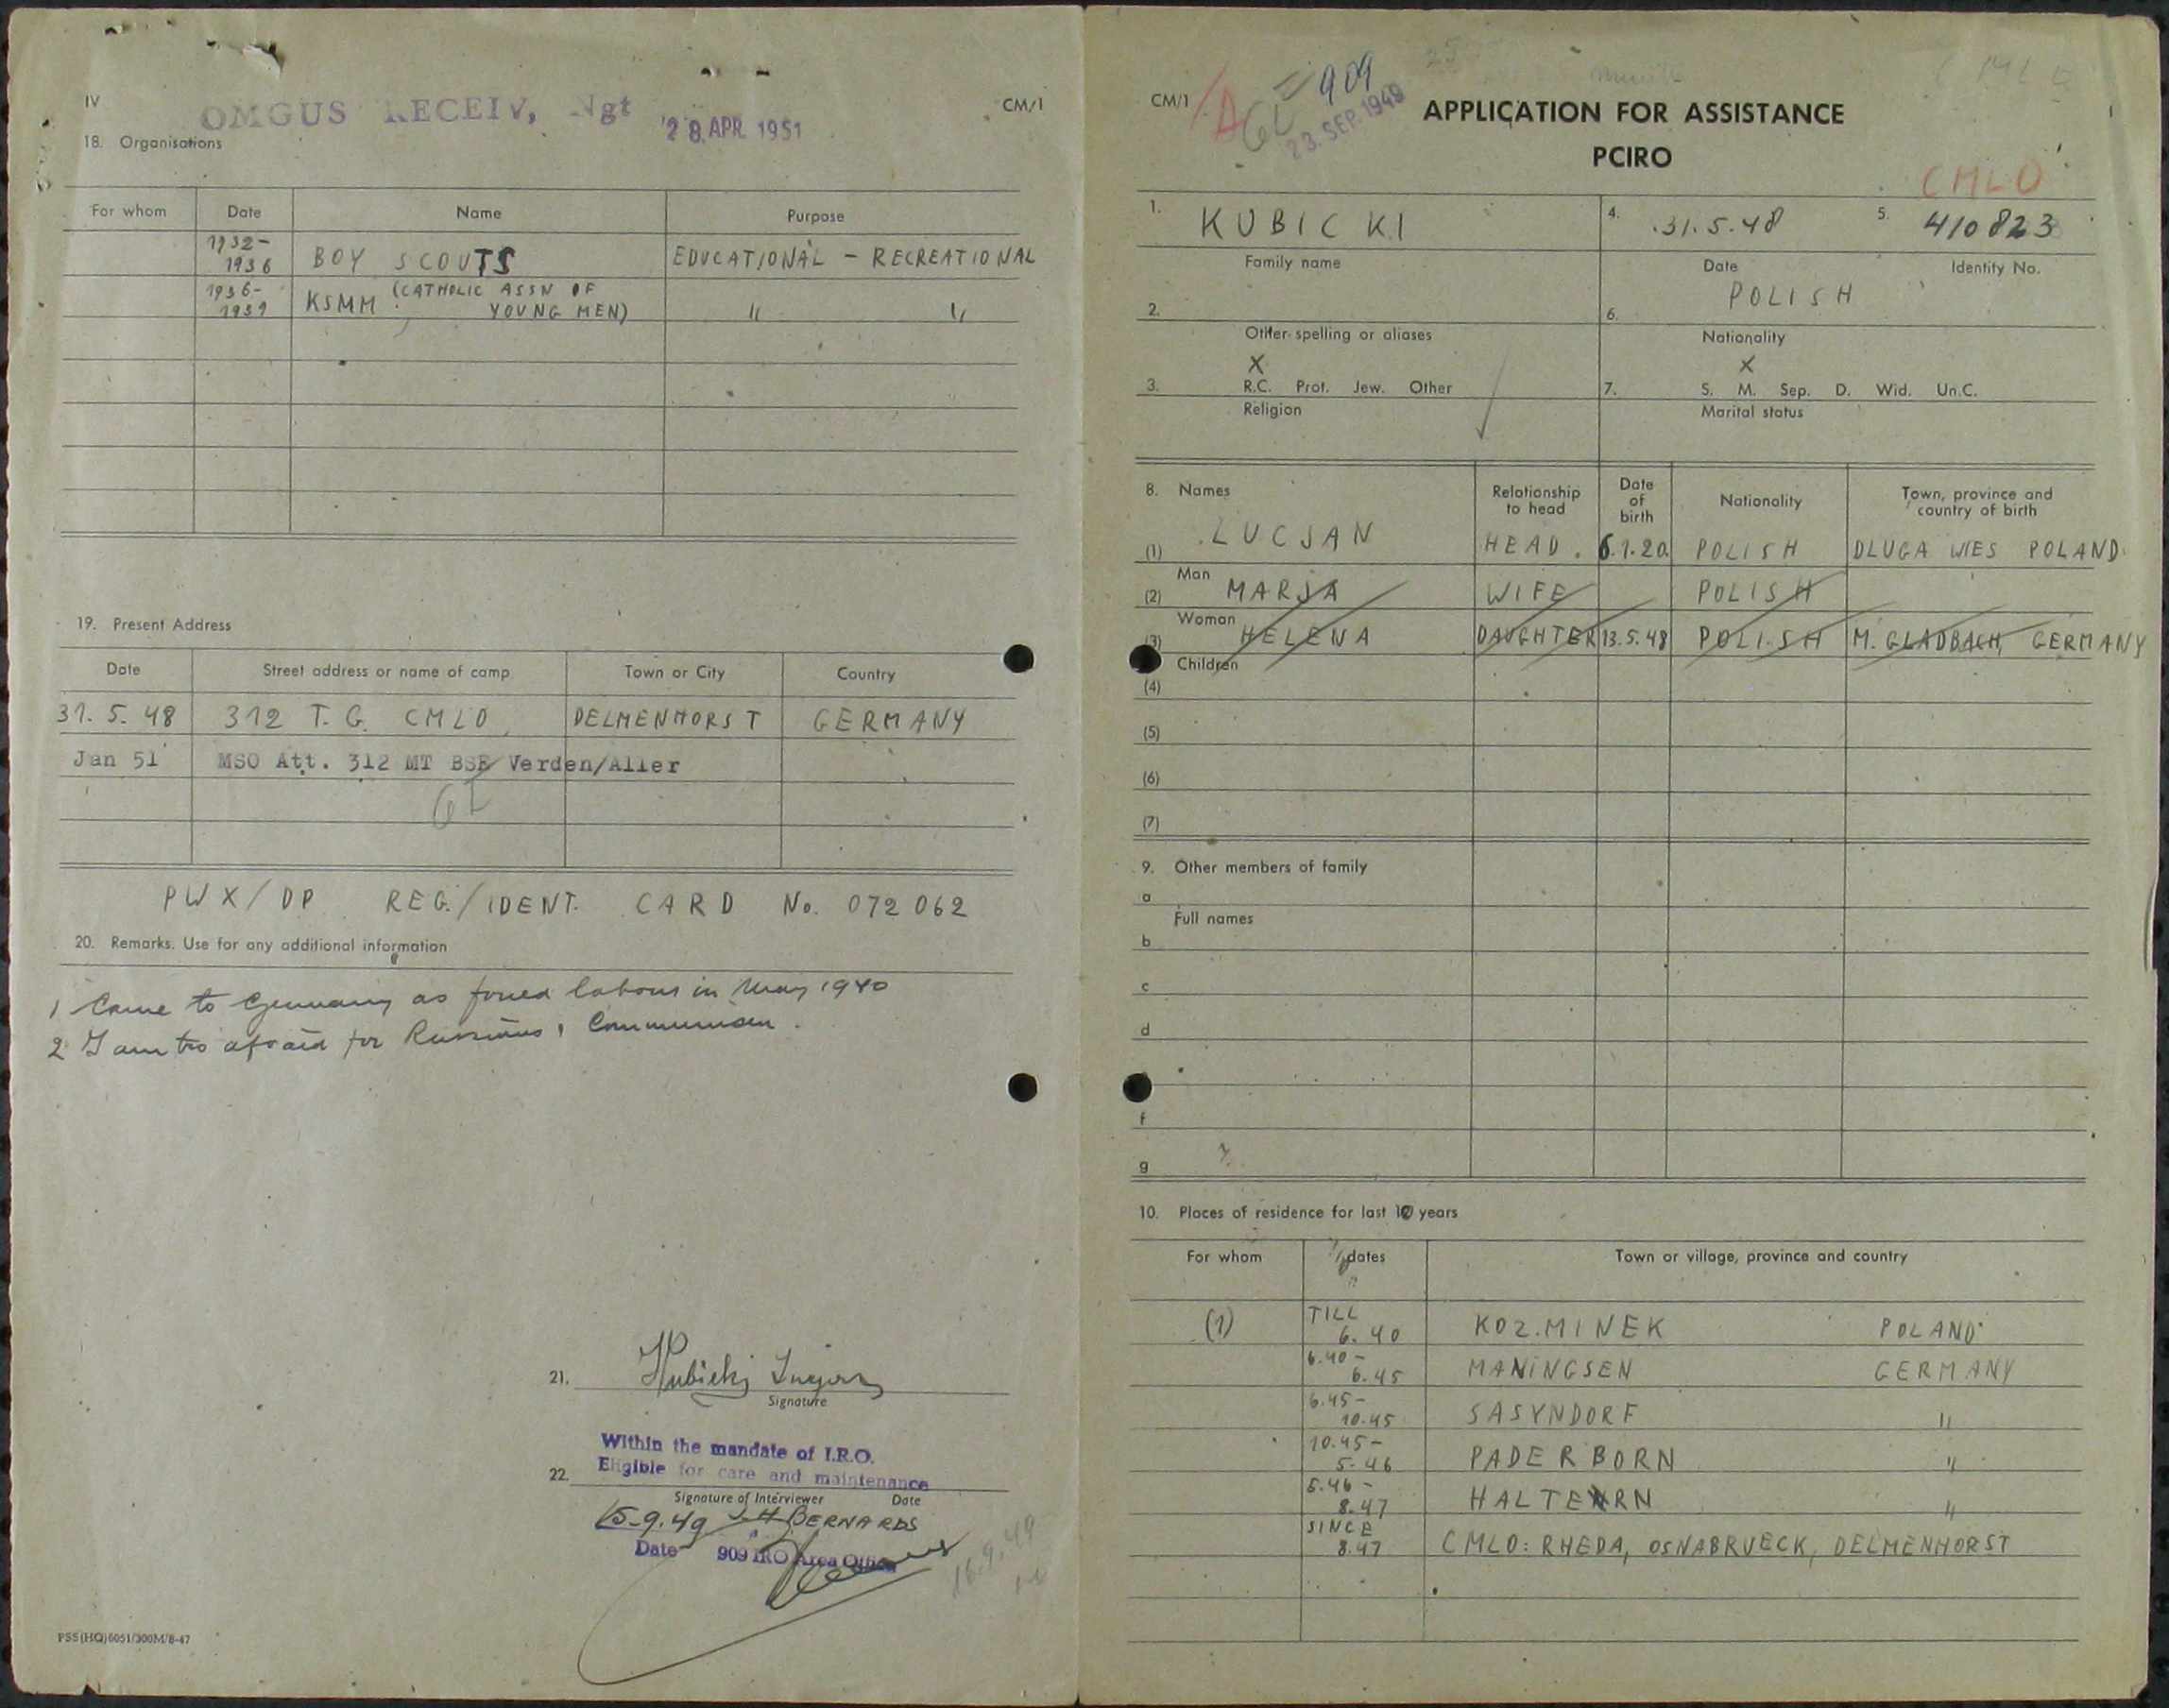 IV
CM/1
OMGUS RECEIV, Ngt
28. APR. 1951
18. Organisations
For whom Date Name Purpose
1932-1936 BOY SCOUTS EDUCATIONAL - RECREATIONAL
1936-1939 KSMM (CATHOLIC ASSN OF YOUNG MEN) " "
19. Present Address
Date Street address or name of camp Town or City Country
31. 5. 48 312 T. G. CMLO DELMENHORST GERMANY
Jan 51 MSO Att. 312 MT BSE Verden/Aller
PWX/DP REG./IDENT. CARD No. 072 062
20. Remarks. Use for any additional information
1 Came to Germany as forced labour in May 1940
2 I am too afraid for Russians,
21. Kubicki Lucjan
Signature
Within the mandate of I.R.O.
22. Eligible for care and maintenance
Signature of Interviewer Date
15-9.49 J H BERNARDS
Date 909 IRO Area Office
16.9.49
PSS(HQ)6051/300M/8-47
CM/1
= 909
23. SEP. 1949
APPLICATION FOR ASSISTANCE
PCIRO
CMLO
1. KUBICKI 4. 31.5.48 5. 410823
Family name Date Identity No.
2. 6. POLISH
Other spelling or aliases Nationality
X X
3. R.C. Prot. Jew. Other 7. S. M. Sep. D. Wid. Un.C.
Religion Marital status
8. Names Relationship to head Date of birth Nationality Town, province and country of birth
(1) LUCJAN HEAD. 6.1.20. POLISH DLUGA WIES POLAND
Man
(2) MARJA WIFE POLISH
Woman
(3) HELENA DAUGHTER 13.5.48 POLISH M. GLADBACH, GERMANY
Children
(4)
(5)
(6)
(7)
9. Other members of family
a
Full names
b
c
d
f
g
10. Places of residence for last 12 years
For whom dates Town or village, province and country
(1) TILL 6.40 KOZ.MINEK POLAND
6.40-6.45 MANINGSEN GERMANY
6.45-10.45 SASYNDORF "
10.45-5.46 PADERBORN "
5.46-8.47 HALTERN "
SINCE 8.47 CMLO: RHEDA, OSNABRUECK, DELMENHORST